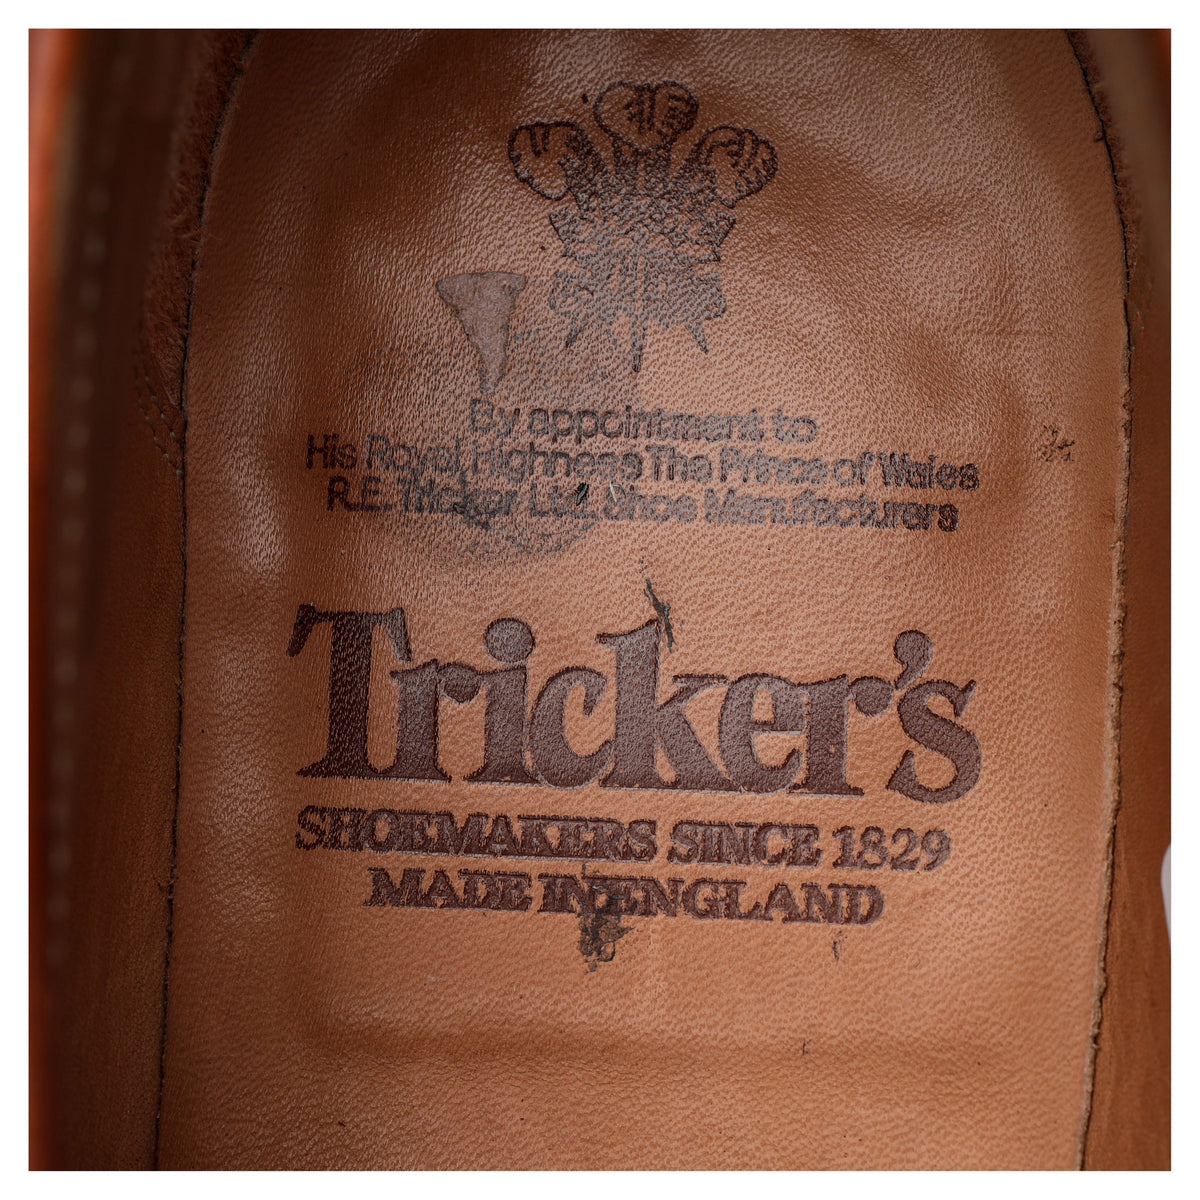 By appointment to
His Royal Highness The Prince of Wales
R.E. Tricker Ltd. Shoe Manufacturers
Tricker's
SHOEMAKERS SINCE 1829
MADE IN ENGLAND